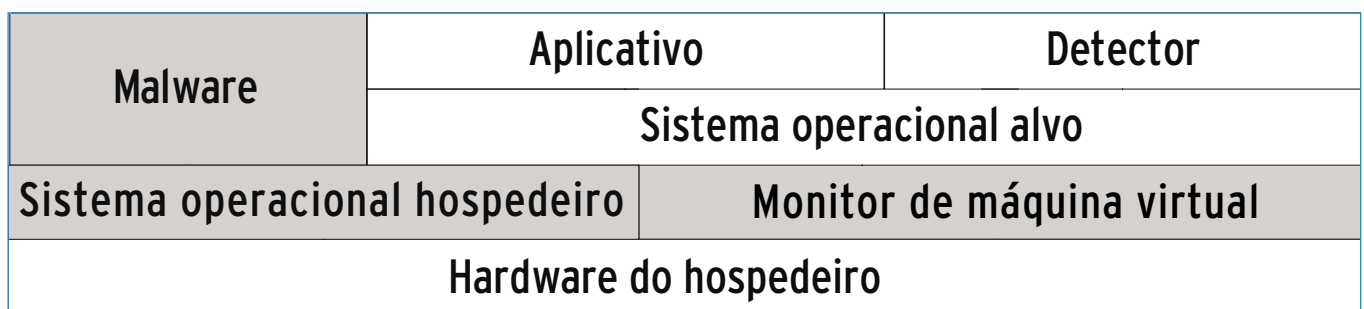 Malware
Aplicativo
Detector
Sistema operacional alvo
Sistema operacional hospedeiro
Monitor de máquina virtual
Hardware do hospedeiro